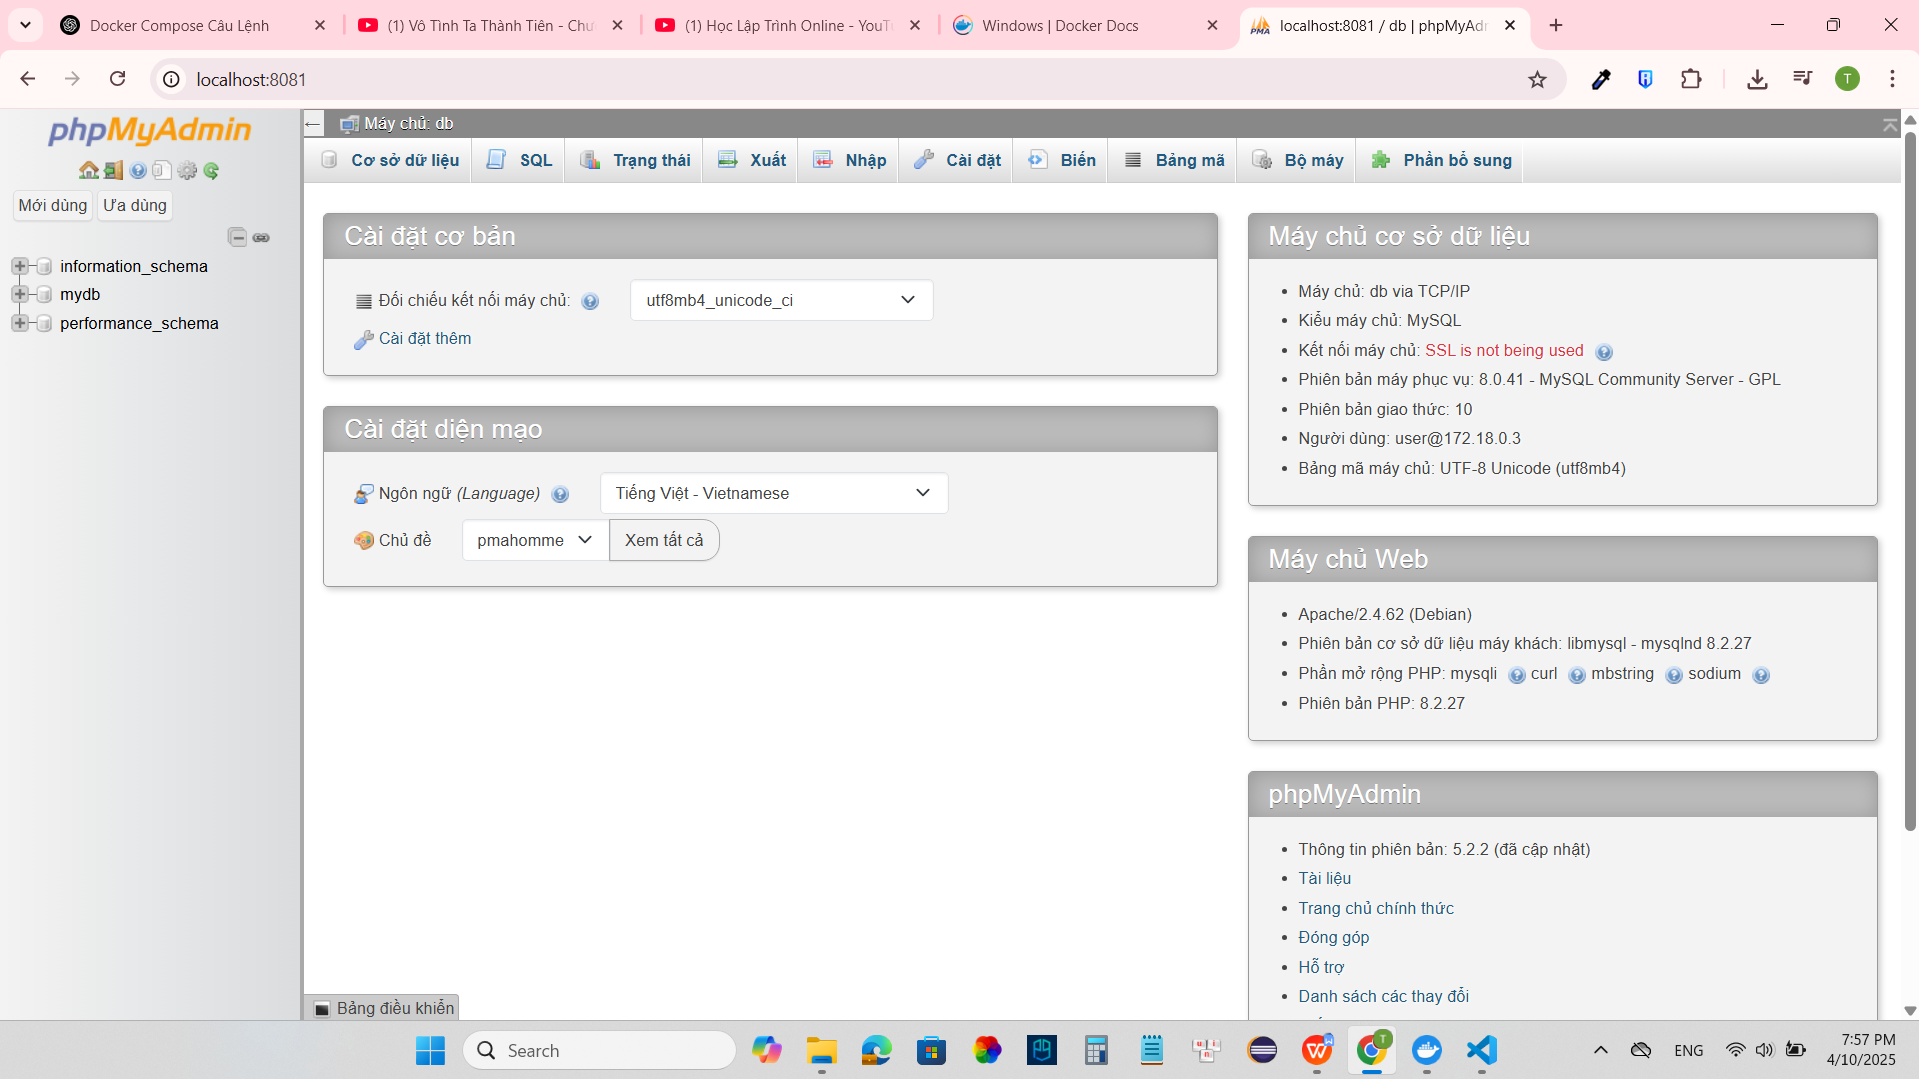 Docker Compose Câu Lệnh
(1) Vô Tình Ta Thành Tiên - Chư
(1) Học Lập Trình Online - YouT
Windows | Docker Docs
localhost:8081 / db | phpMyAdm
localhost:8081
T
phpMyAdmin
Mới dùng Ưa dùng
information_schema
mydb
performance_schema
Máy chủ: db
Cơ sở dữ liệu SQL Trạng thái Xuất Nhập Cài đặt Biến Bảng mã Bộ máy Phần bổ sung
Cài đặt cơ bản
Đối chiếu kết nối máy chủ: utf8mb4_unicode_ci
Cài đặt thêm
Cài đặt diện mạo
Ngôn ngữ (Language) Tiếng Việt - Vietnamese
Chủ đề pmahomme Xem tất cả
Máy chủ cơ sở dữ liệu
Máy chủ: db via TCP/IP
Kiểu máy chủ: MySQL
Kết nối máy chủ: SSL is not being used
Phiên bản máy phục vụ: 8.0.41 - MySQL Community Server - GPL
Phiên bản giao thức: 10
Người dùng: user@172.18.0.3
Bảng mã máy chủ: UTF-8 Unicode (utf8mb4)
Máy chủ Web
Apache/2.4.62 (Debian)
Phiên bản cơ sở dữ liệu máy khách: libmysql - mysqlnd 8.2.27
Phần mở rộng PHP: mysqli curl mbstring sodium
Phiên bản PHP: 8.2.27
phpMyAdmin
Thông tin phiên bản: 5.2.2 (đã cập nhật)
Tài liệu
Trang chủ chính thức
Đóng góp
Hỗ trợ
Danh sách các thay đổi
Bảng điều khiển
Search
ENG
7:57 PM
4/10/2025